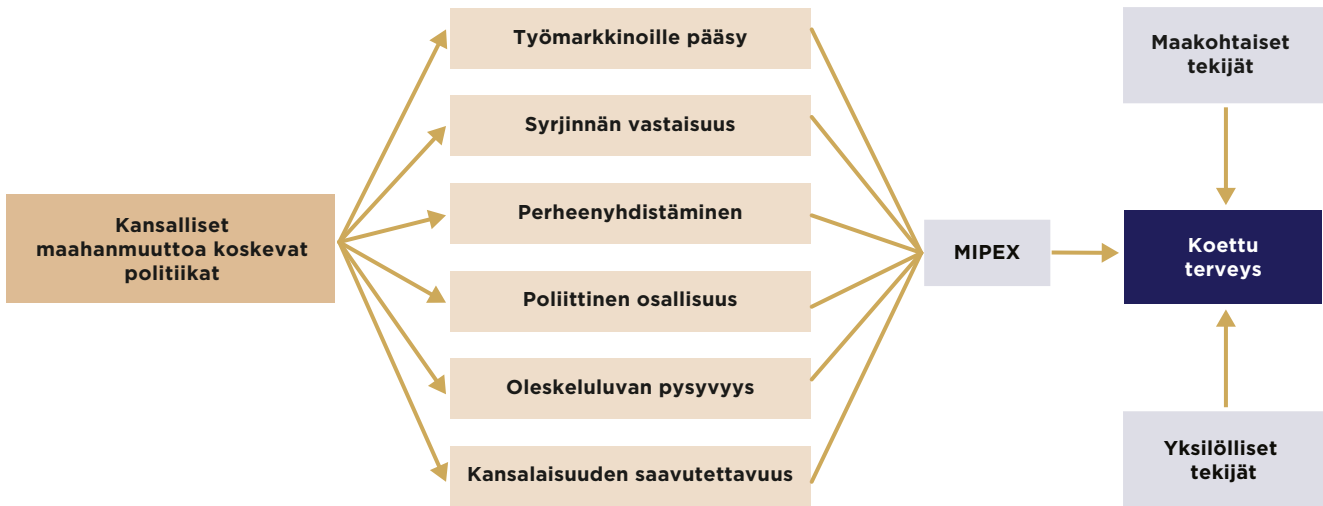 Kansalliset
maahanmuuttoa koskevat
politiikat
Työmarkkinoille pääsy
Syrjinnän vastaisuus
Perheenyhdistäminen
Poliittinen osallisuus
Oleskeluluvan pysyvyys
Kansalaisuuden saavutettavuus
MIPEX
Maakohtaiset
tekijät
Koettu
terveys
Yksilölliset
tekijät